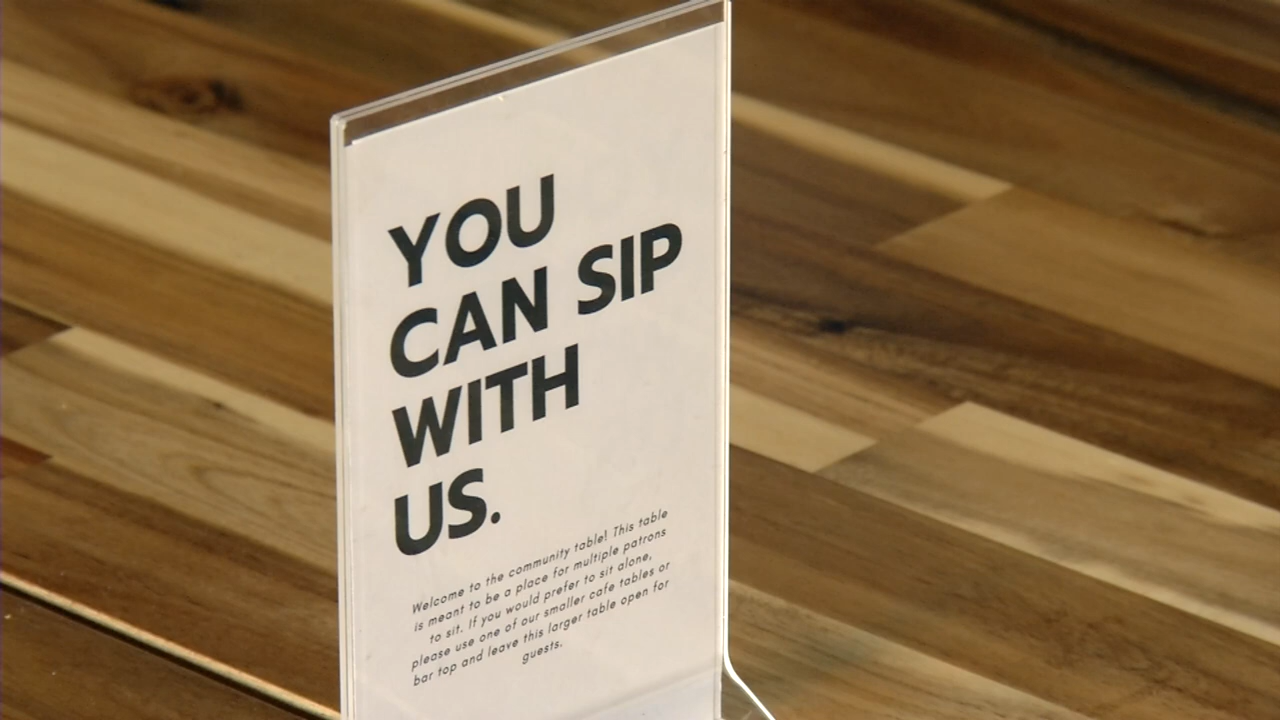 YOU
CAN SIP
WITH
US.
Welcome to the community table! This table
is meant to be a place for multiple patrons
to sit. If you would prefer to sit alone,
please use one of our smaller cafe tables or
bar top and leave this larger table open for
guests.